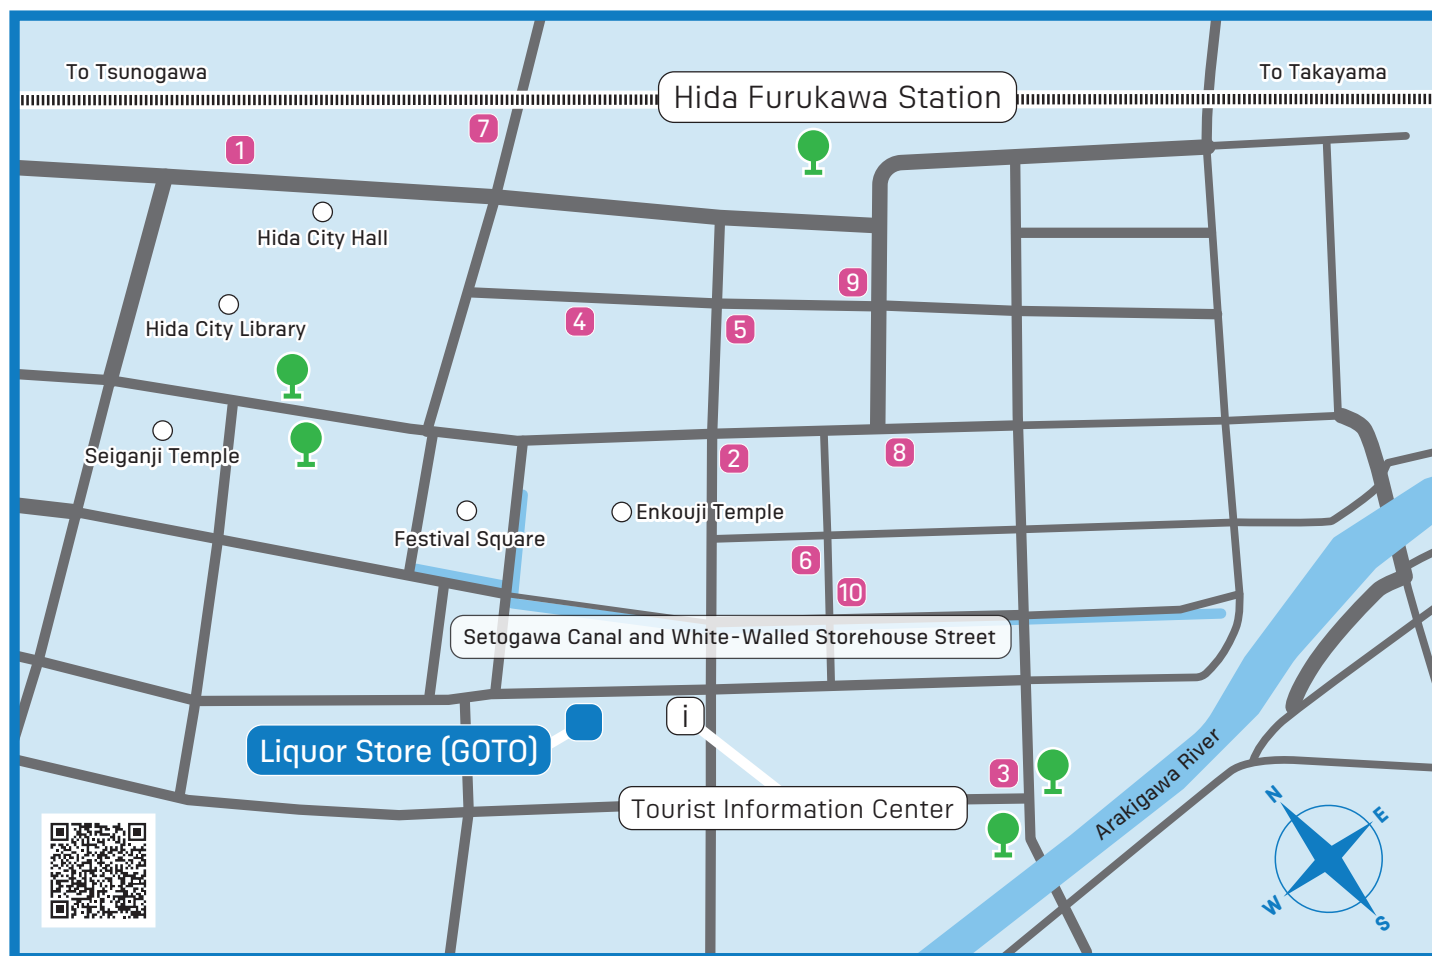 To Tsunogawa
To Takayama
Hida Furukawa Station
7
1
Hida City Hall
9
Hida City Library
4
5
Seiganji Temple
2
8
Enkouji Temple
Festival Square
6
10
Setogawa Canal and White-Walled Storehouse Street
i
Liquor Store (GOTO)
3
Tourist Information Center
Arakigawa River
N
E
W
S